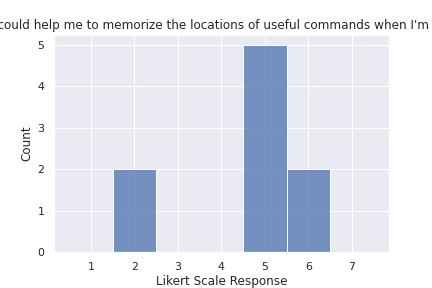 could help me to memorize the locations of useful commands when I'm
5
4
3
2
1
0
Count
1 2 3 4 5 6 7
Likert Scale Response